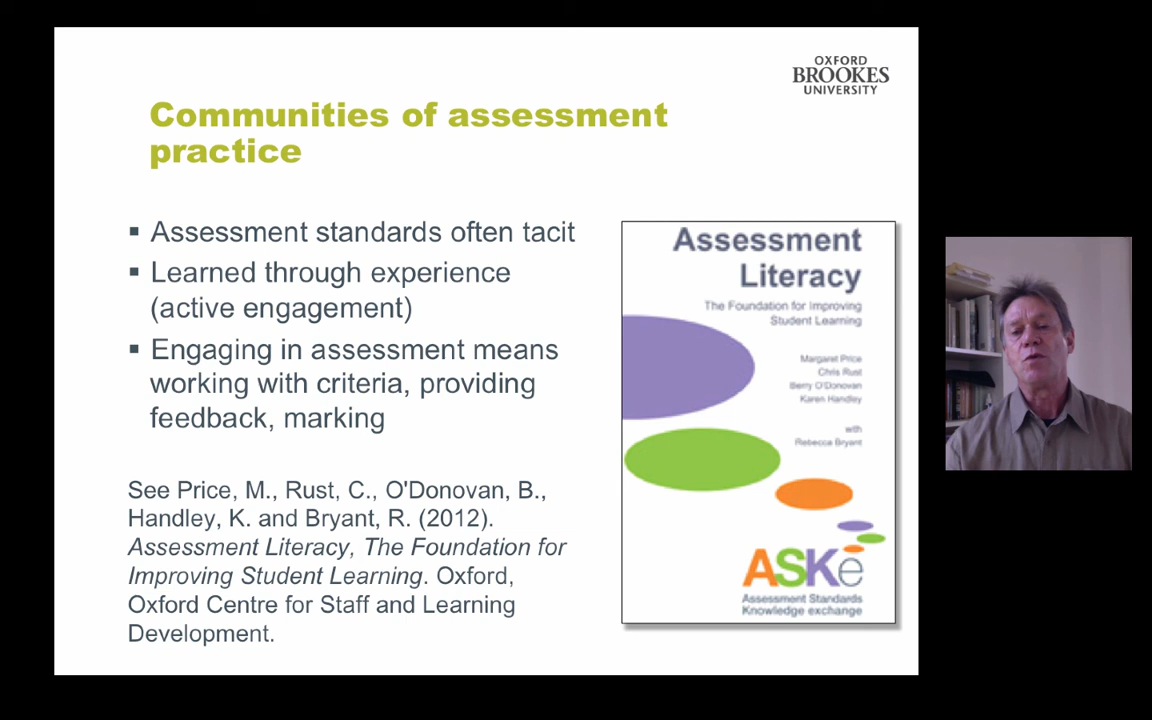 OXFORD
BROOKES
UNIVERSITY
Communities of assessment
practice
▪ Assessment standards often tacit
▪ Learned through experience
(active engagement)
▪ Engaging in assessment means
working with criteria, providing
feedback, marking
See Price, M., Rust, C., O'Donovan, B.,
Handley, K. and Bryant, R. (2012).
Assessment Literacy, The Foundation for
Improving Student Learning. Oxford,
Oxford Centre for Staff and Learning
Development.
Assessment
Literacy
The Foundation for Improving
Student Learning
Margaret Price
Chris Rust
Berry O'Donovan
Karen Handley
with
Rebecca Bryant
ASKe
Assessment Standards
Knowledge exchange